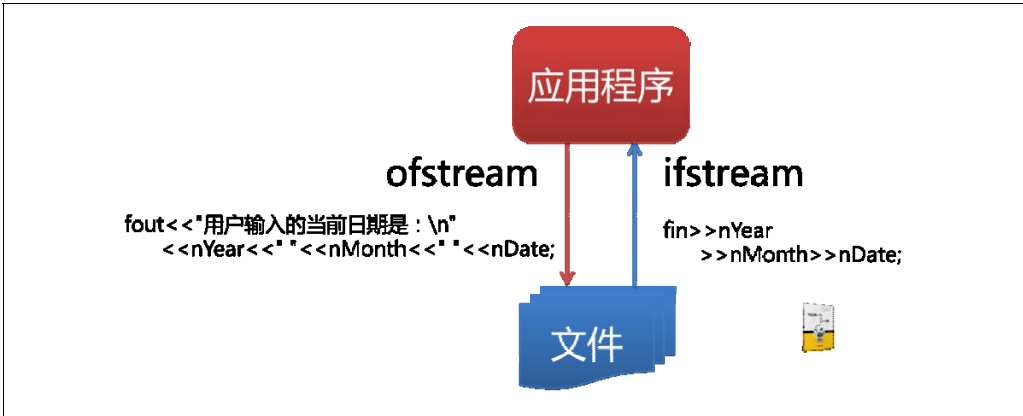 应用程序
ofstream
ifstream
fout<<"用户输入的当前日期是：\n"
<<nYear<<" "<<nMonth<<" "<<nDate;
fin>>nYear
>>nMonth>>nDate;
文件